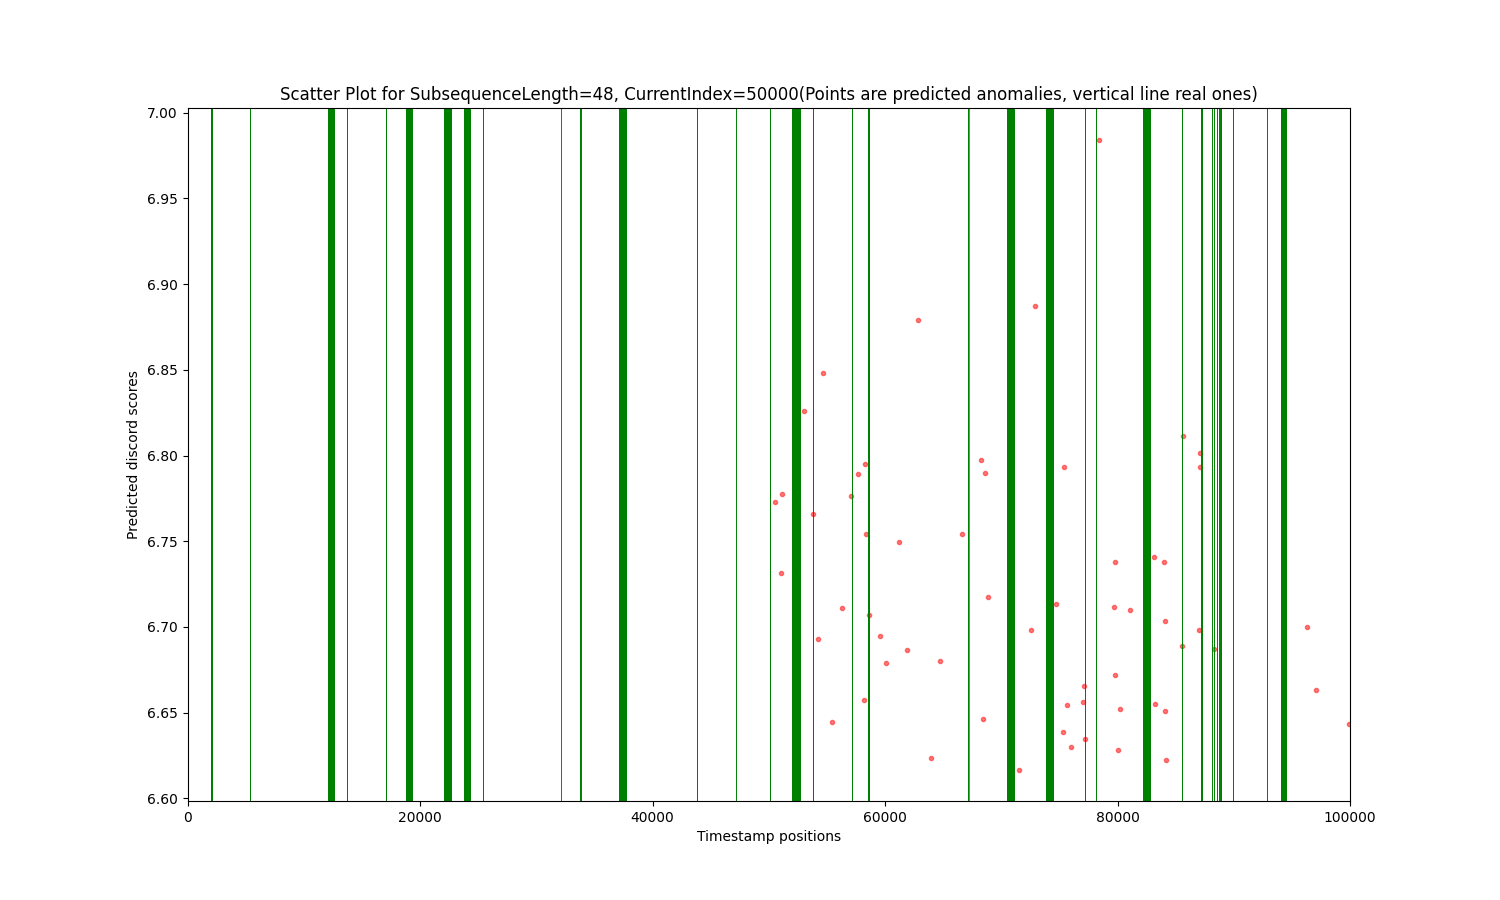 Scatter Plot for SubsequenceLength=48, CurrentIndex=50000(Points are predicted anomalies, vertical line real ones)
7.00
6.95
6.90
6.85
6.80
6.75
6.70
6.65
6.60
Predicted discord scores
0 20000 40000 60000 80000 100000
Timestamp positions